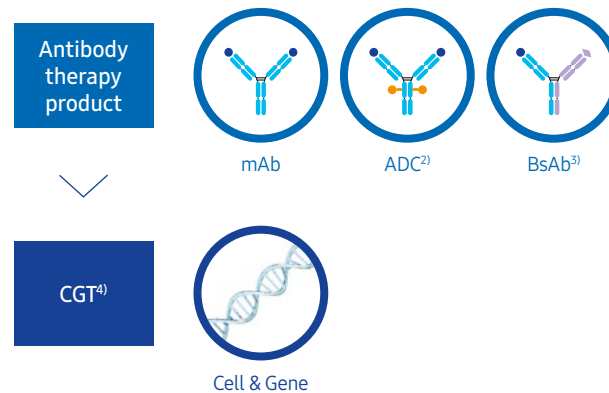 Antibody
therapy
product
mAb
ADC2)
BsAb3)
CGT4)
Cell & Gene